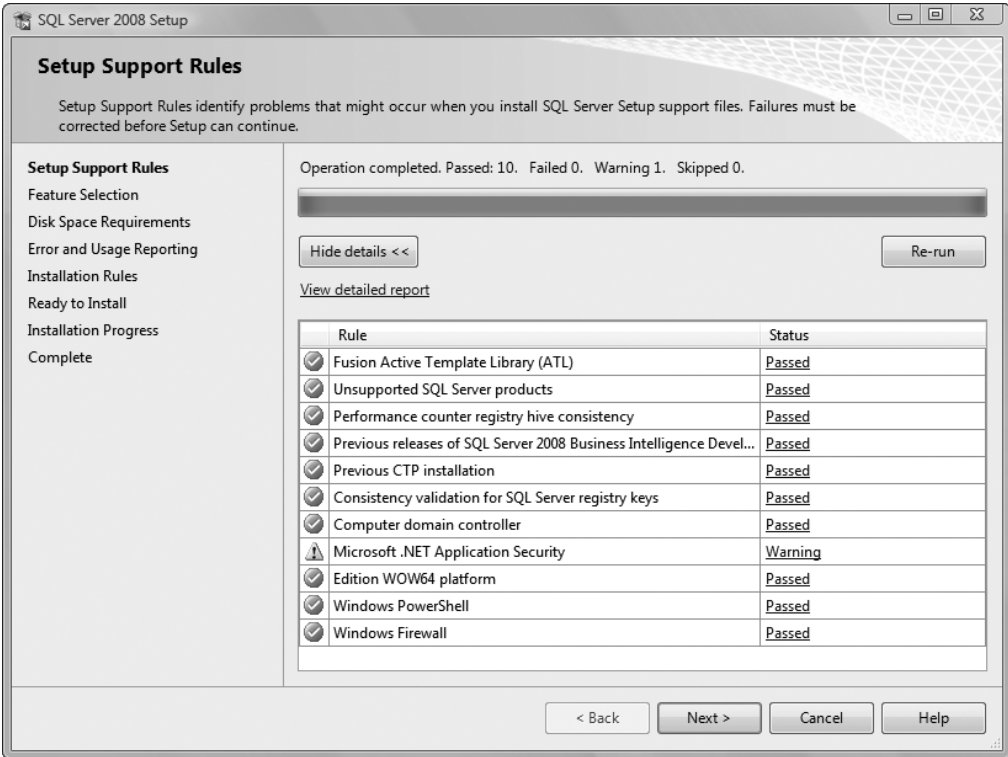 SQL Server 2008 Setup
Setup Support Rules
Setup Support Rules identify problems that might occur when you install SQL Server Setup support files. Failures must be
corrected before Setup can continue.
Setup Support Rules
Feature Selection
Disk Space Requirements
Error and Usage Reporting
Installation Rules
Ready to Install
Installation Progress
Complete
Operation completed. Passed: 10. Failed 0. Warning 1. Skipped 0.
Hide details <<
Re-run
View detailed report
Rule Status
Fusion Active Template Library (ATL) Passed
Unsupported SQL Server products Passed
Performance counter registry hive consistency Passed
Previous releases of SQL Server 2008 Business Intelligence Devel... Passed
Previous CTP installation Passed
Consistency validation for SQL Server registry keys Passed
Computer domain controller Passed
Microsoft .NET Application Security Warning
Edition WOW64 platform Passed
Windows PowerShell Passed
Windows Firewall Passed
< Back Next > Cancel Help